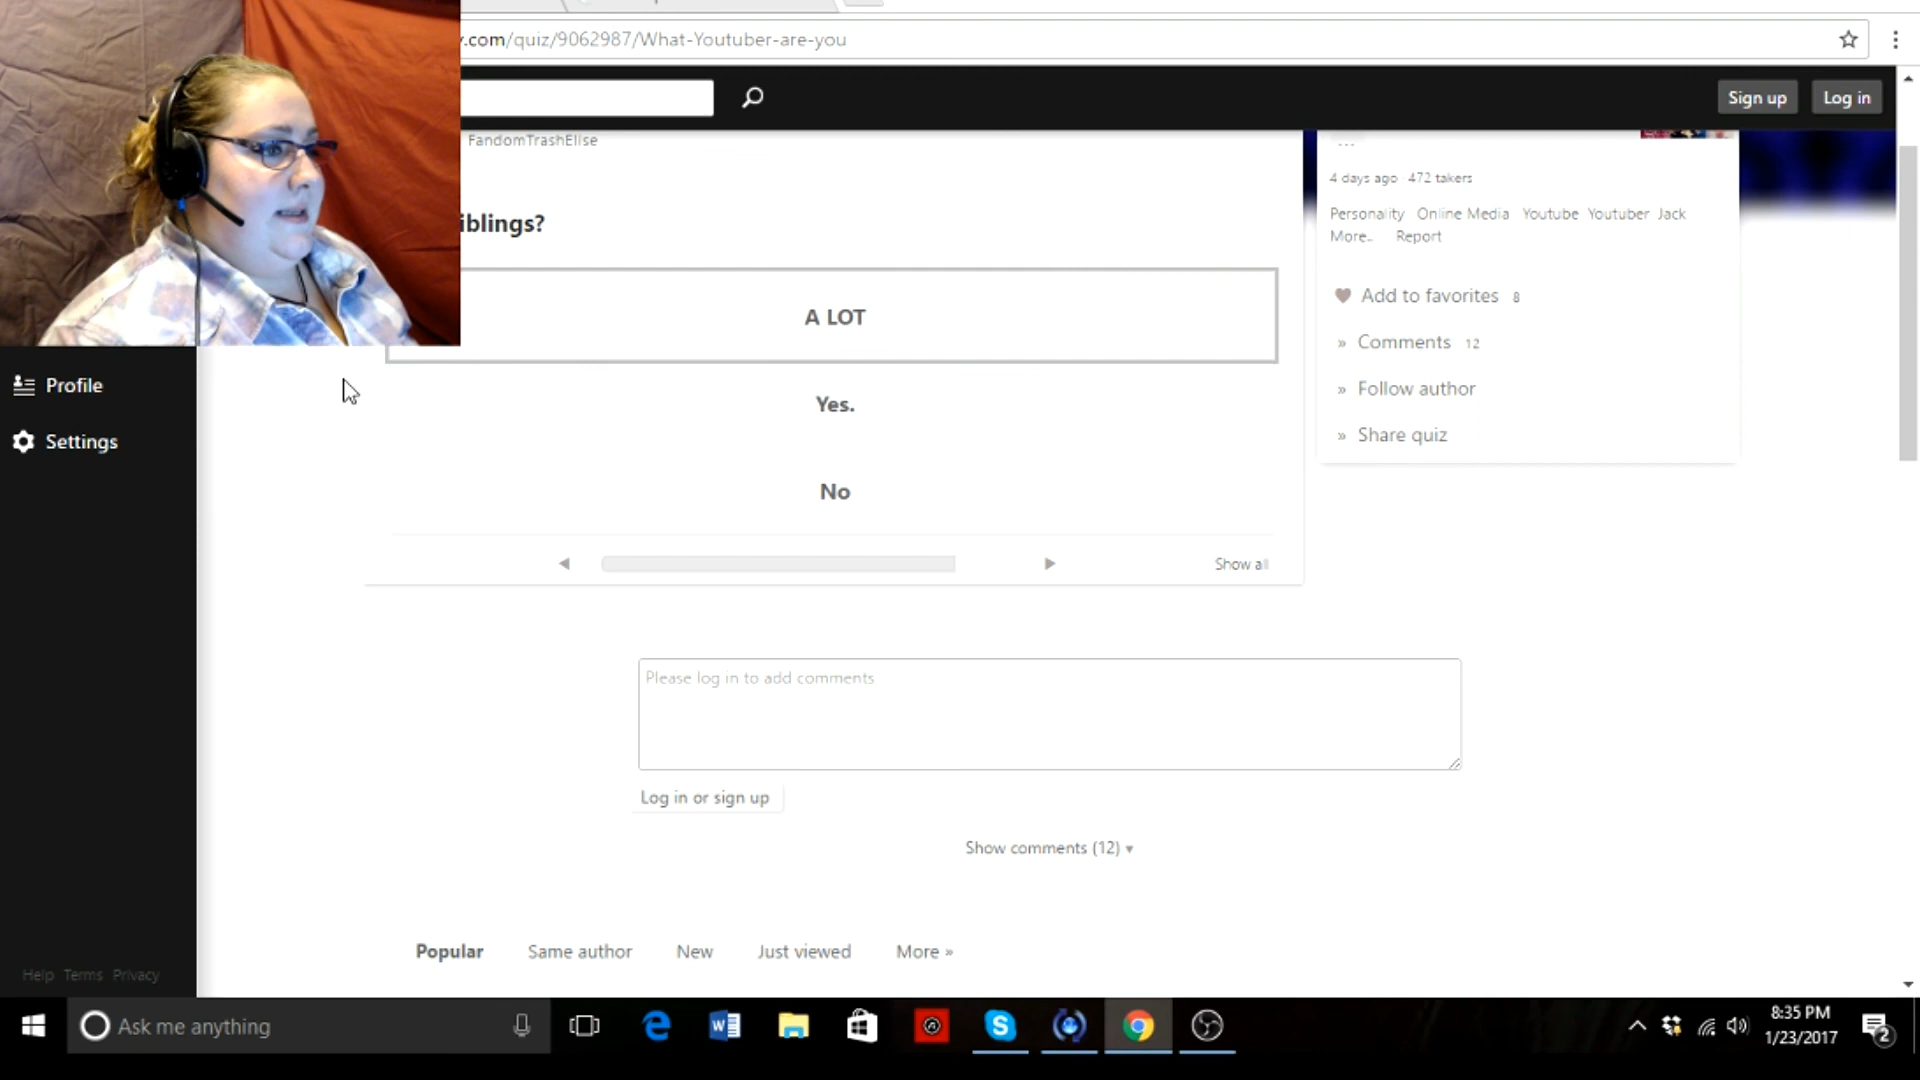 .com/quiz/9062987/What-Youtuber-are-you
Sign up
Log in
FandomTrashElise
iblings?
A LOT
Yes.
No
Show all
4 days ago · 472 takers
Personality Online Media Youtube Youtuber Jack
More.. Report
Add to favorites 8
» Comments 12
» Follow author
» Share quiz
Profile
Settings
Please log in to add comments
Log in or sign up
Show comments (12) ▾
Popular Same author New Just viewed More »
Help Terms Privacy
Ask me anything
8:35 PM
1/23/2017
2